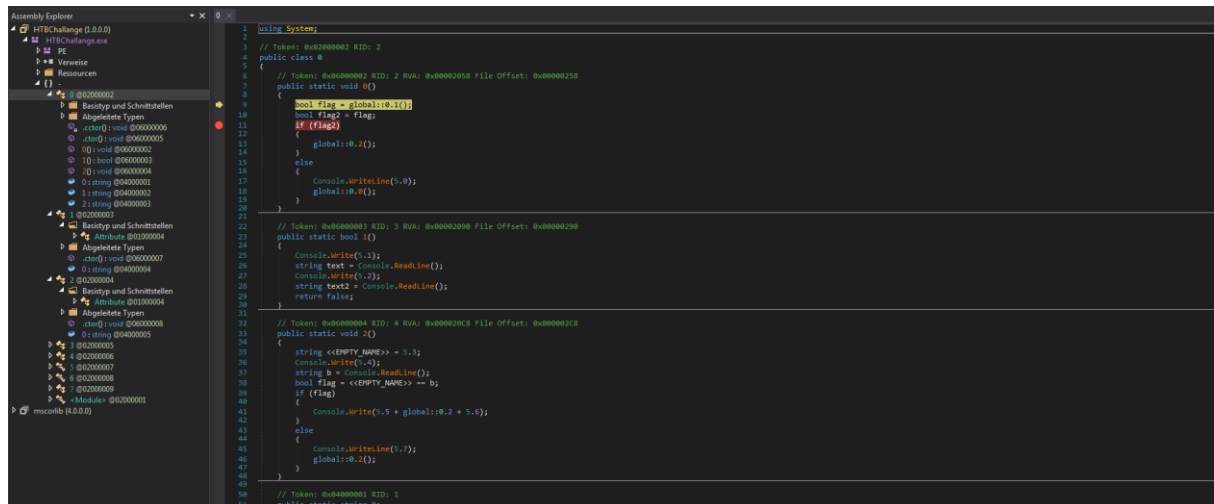 Assembly Explorer
HTBChallange (1.0.0.0)
HTBChallange.exe
PE
Verweise
Ressourcen
{} -
0 @02000002
Basistyp und Schnittstellen
Abgeleitete Typen
.cctor() : void @06000006
.ctor() : void @06000005
0() : void @06000002
1() : bool @06000003
2() : void @06000004
0 : string @04000001
1 : string @04000002
2 : string @04000003
1 @02000003
Basistyp und Schnittstellen
Attribute @01000004
Abgeleitete Typen
.ctor() : void @06000007
0 : string @04000004
2 @02000004
Basistyp und Schnittstellen
Attribute @01000004
Abgeleitete Typen
.ctor() : void @06000008
0 : string @04000005
3 @02000005
4 @02000006
5 @02000007
6 @02000008
7 @02000009
<Module> @02000001
mscorlib (4.0.0.0)
0 ×
1 using System;
2
3 // Token: 0x02000002 RID: 2
4 public class 0
5 {
6 // Token: 0x06000002 RID: 2 RVA: 0x00002058 File Offset: 0x00000258
7 public static void 0()
8 {
9 bool flag = global::0.1();
10 bool flag2 = flag;
11 if (flag2)
12 {
13 global::0.2();
14 }
15 else
16 {
17 Console.WriteLine(5.0);
18 global::0.0();
19 }
20 }
21
22 // Token: 0x06000003 RID: 3 RVA: 0x00002090 File Offset: 0x00000290
23 public static bool 1()
24 {
25 Console.Write(5.1);
26 string text = Console.ReadLine();
27 Console.Write(5.2);
28 string text2 = Console.ReadLine();
29 return false;
30 }
31
32 // Token: 0x06000004 RID: 4 RVA: 0x000020C8 File Offset: 0x000002C8
33 public static void 2()
34 {
35 string <<EMPTY_NAME>> = 5.3;
36 Console.Write(5.4);
37 string b = Console.ReadLine();
38 bool flag = <<EMPTY_NAME>> == b;
39 if (flag)
40 {
41 Console.Write(5.5 + global::0.2 + 5.6);
42 }
43 else
44 {
45 Console.WriteLine(5.7);
46 global::0.2();
47 }
48 }
49
50 // Token: 0x04000001 RID: 1